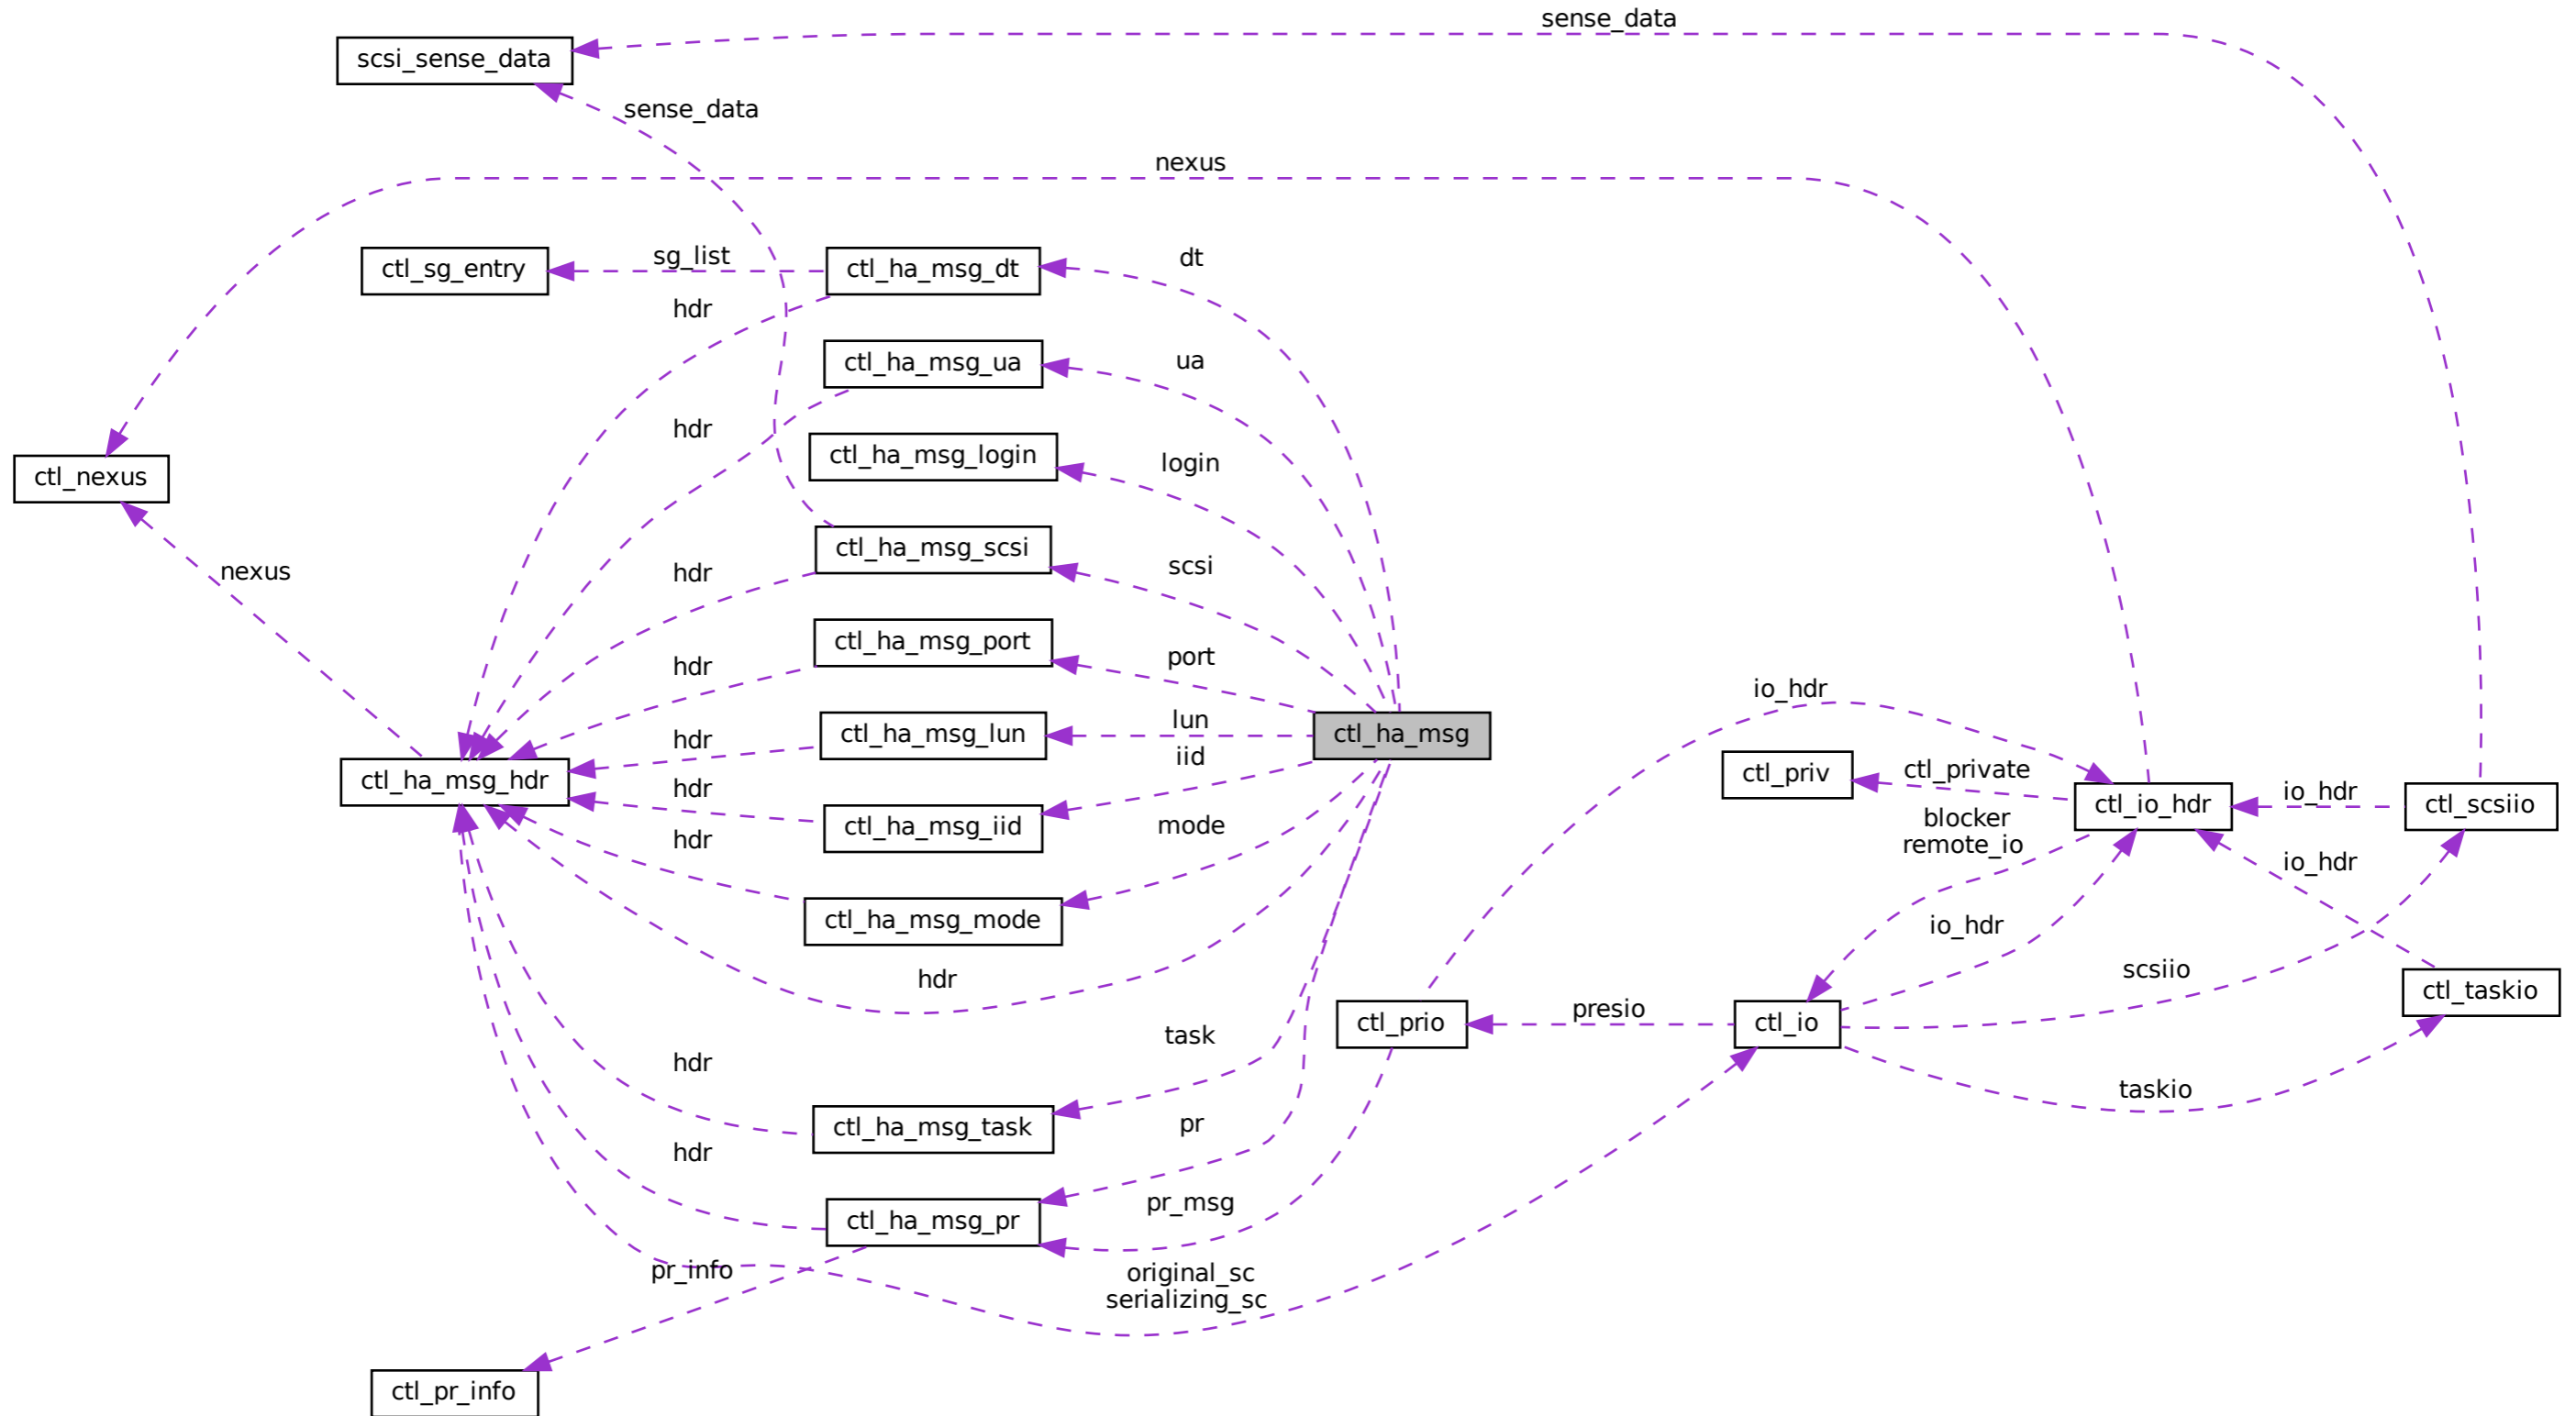 sense_data
scsi_sense_data
sense_data
nexus
ctl_sg_entry
sg_list
ctl_ha_msg_dt
dt
hdr
ctl_ha_msg_ua
ua
hdr
ctl_ha_msg_login
login
ctl_nexus
ctl_ha_msg_scsi
scsi
nexus
hdr
ctl_ha_msg_port
port
hdr
io_hdr
ctl_ha_msg_lun
lun
ctl_ha_msg
hdr
iid
ctl_priv
ctl_private
ctl_ha_msg_hdr
hdr
io_hdr
ctl_io_hdr
ctl_scsiio
ctl_ha_msg_iid
mode
blocker
remote_io
hdr
io_hdr
ctl_ha_msg_mode
io_hdr
hdr
scsiio
ctl_taskio
ctl_prio
presio
ctl_io
task
hdr
taskio
ctl_ha_msg_task
pr
hdr
pr_msg
ctl_ha_msg_pr
pr_info
original_sc
serializing_sc
ctl_pr_info